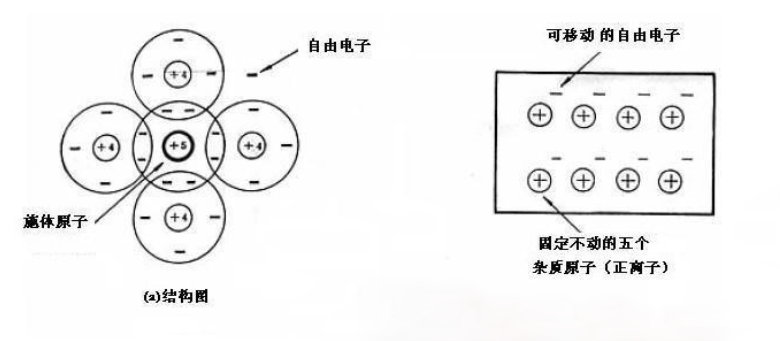 自由电子
+4
+4
+5
+4
施体原子
+4
(a)结构图
可移动的自由电子
+ + + +
+ + + +
固定不动的五个
杂质原子（正离子）